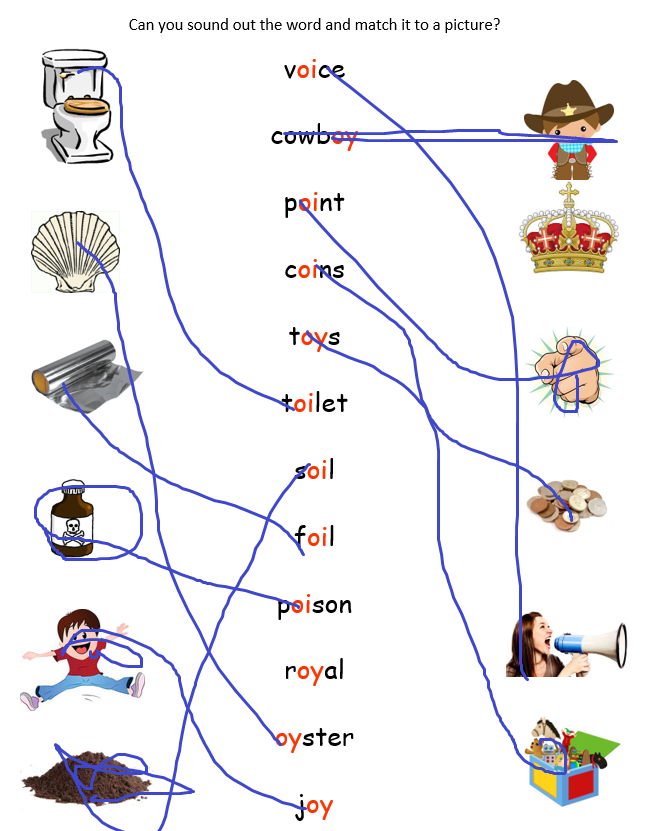 Can you sound out the word and match it to a picture?
voice
cowboy
point
coins
toys
toilet
soil
foil
poison
royal
oyster
joy